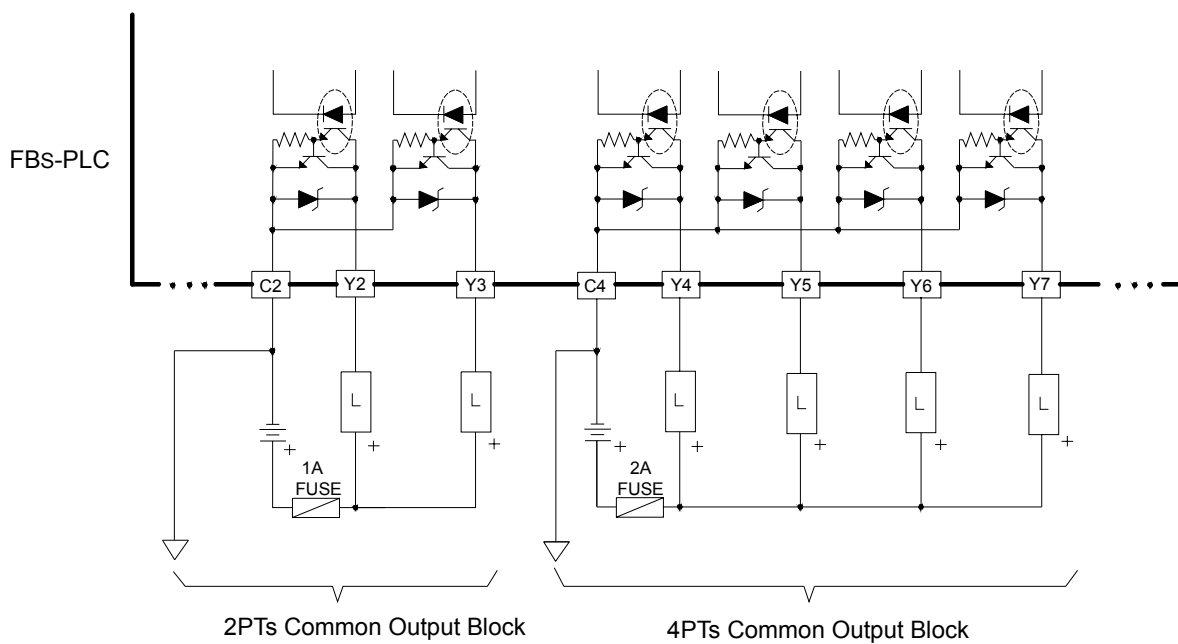 FBs-PLC
C2
Y2
Y3
C4
Y4
Y5
Y6
Y7
L
L
L
L
L
L
+
+
+
+
+
+
+
+
1A
FUSE
2A
FUSE
2PTs Common Output Block
4PTs Common Output Block